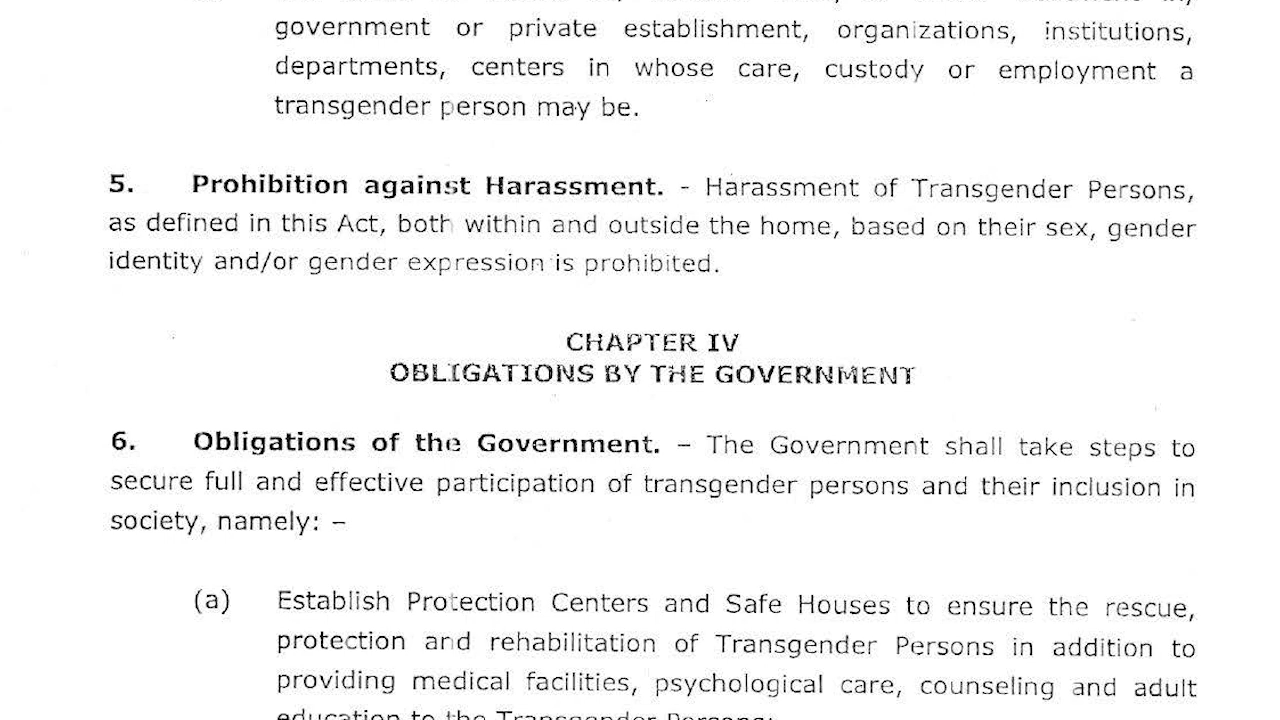 government or private establishment, organizations, institutions,
departments, centers in whose care, custody or employment a
transgender person may be.
5. Prohibition against Harassment. - Harassment of Transgender Persons,
as defined in this Act, both within and outside the home, based on their sex, gender
identity and/or gender expression is prohibited.
CHAPTER IV
OBLIGATIONS BY THE GOVERNMENT
6. Obligations of the Government. – The Government shall take steps to
secure full and effective participation of transgender persons and their inclusion in
society, namely: –
(a) Establish Protection Centers and Safe Houses to ensure the rescue,
protection and rehabilitation of Transgender Persons in addition to
providing medical facilities, psychological care, counseling and adult
education to the Transgender Persons;